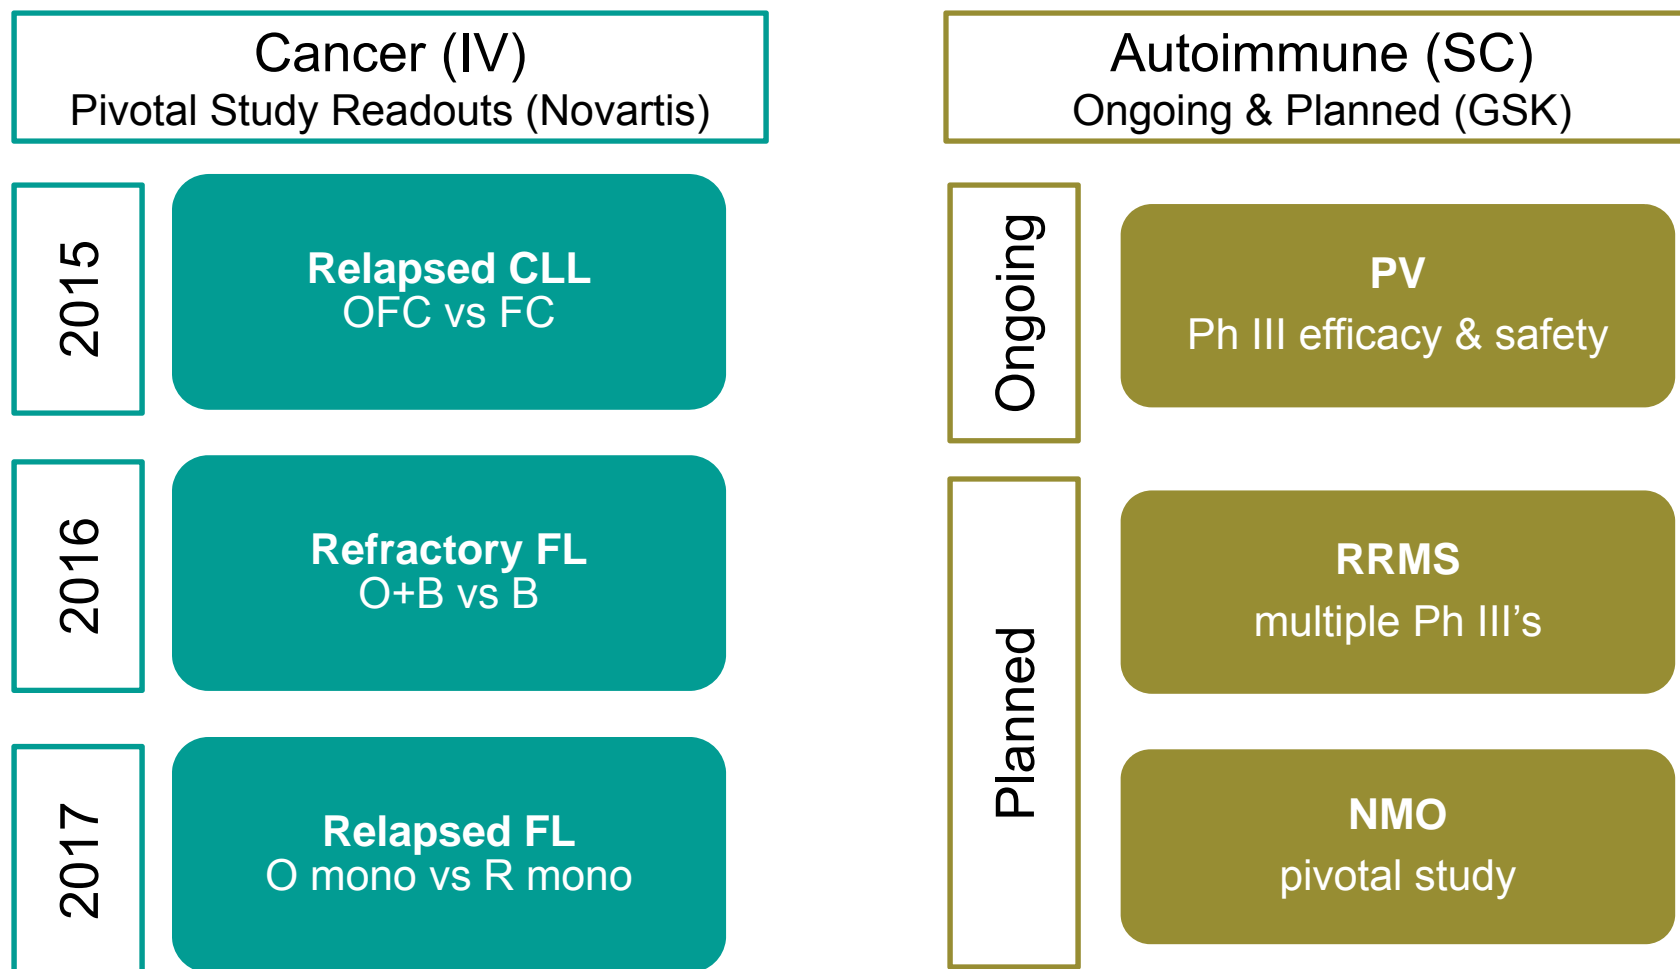 Cancer (IV)
Pivotal Study Readouts (Novartis)
2015
Relapsed CLL
OFC vs FC
2016
Refractory FL
O+B vs B
2017
Relapsed FL
O mono vs R mono
Autoimmune (SC)
Ongoing & Planned (GSK)
Ongoing
PV
Ph III efficacy & safety
Planned
RRMS
multiple Ph III’s
NMO
pivotal study